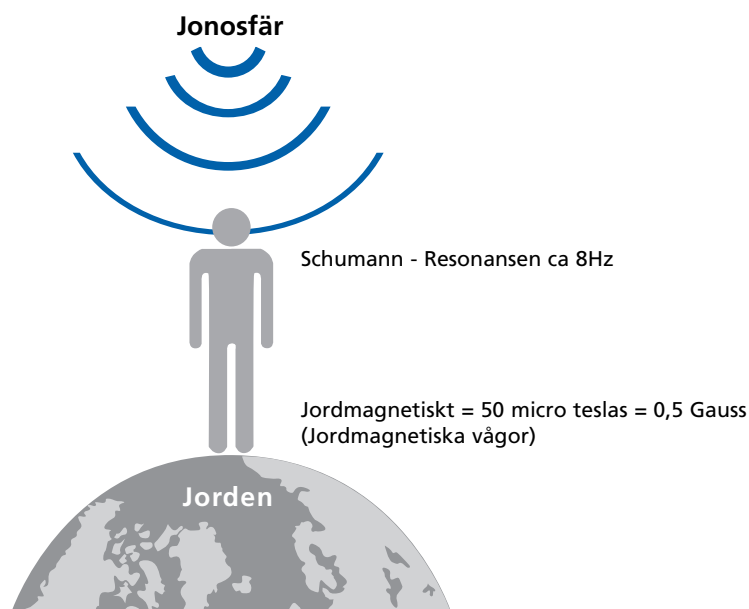 Jonosfär
Schumann - Resonansen ca 8Hz
Jordmagnetiskt = 50 micro teslas = 0,5 Gauss
(Jordmagnetiska vågor)
Jorden